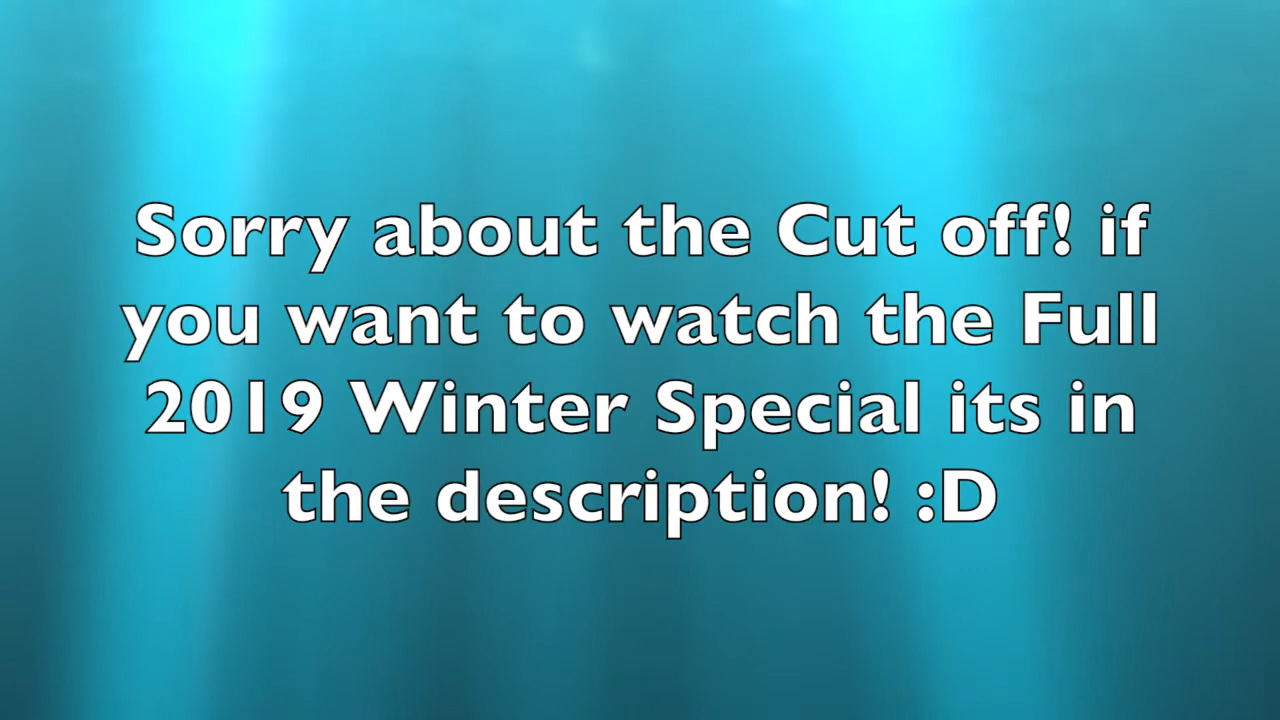 Sorry about the Cut off! if
you want to watch the Full
2019 Winter Special its in
the description! :D